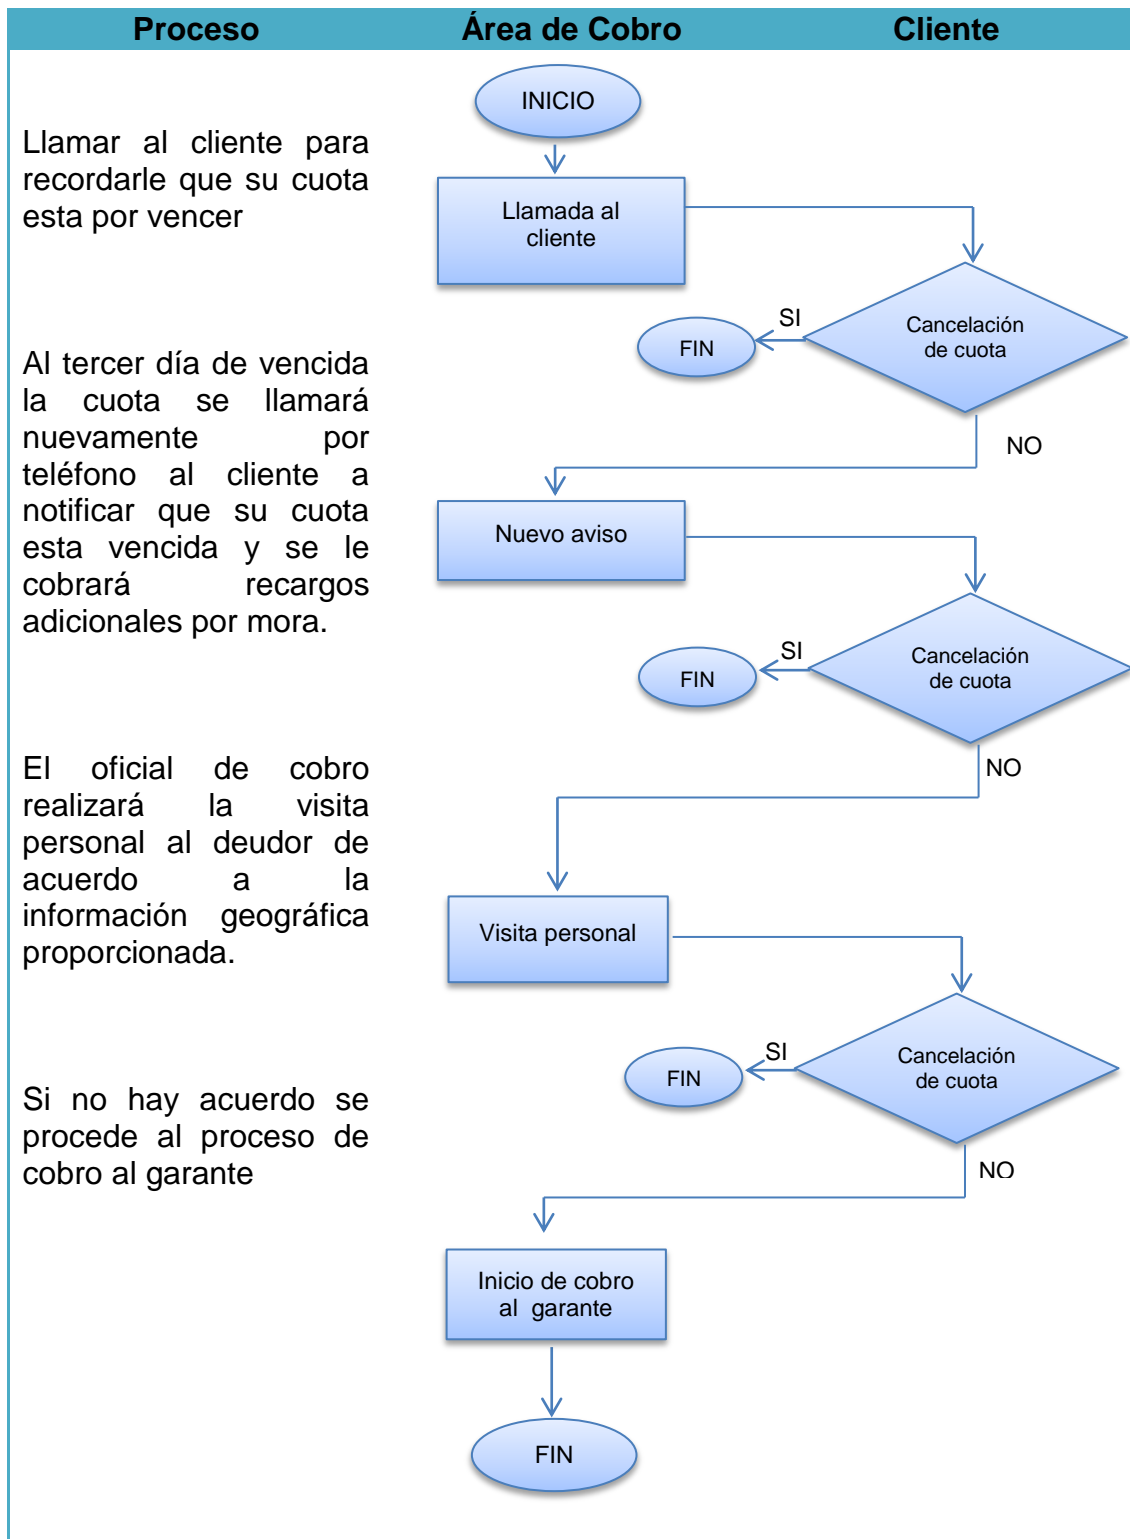 Proceso Área de Cobro Cliente
INICIO
Llamar al cliente para
recordarle que su cuota
esta por vencer
Llamada al
cliente
Cancelación
de cuota
SI
FIN
NO
Al tercer día de vencida
la cuota se llamará
nuevamente por
teléfono al cliente a
notificar que su cuota
esta vencida y se le
cobrará recargos
adicionales por mora.
Nuevo aviso
Cancelación
de cuota
SI
FIN
NO
El oficial de cobro
realizará la visita
personal al deudor de
acuerdo a la
información geográfica
proporcionada.
Visita personal
Cancelación
de cuota
SI
FIN
NO
Si no hay acuerdo se
procede al proceso de
cobro al garante
Inicio de cobro
al garante
FIN